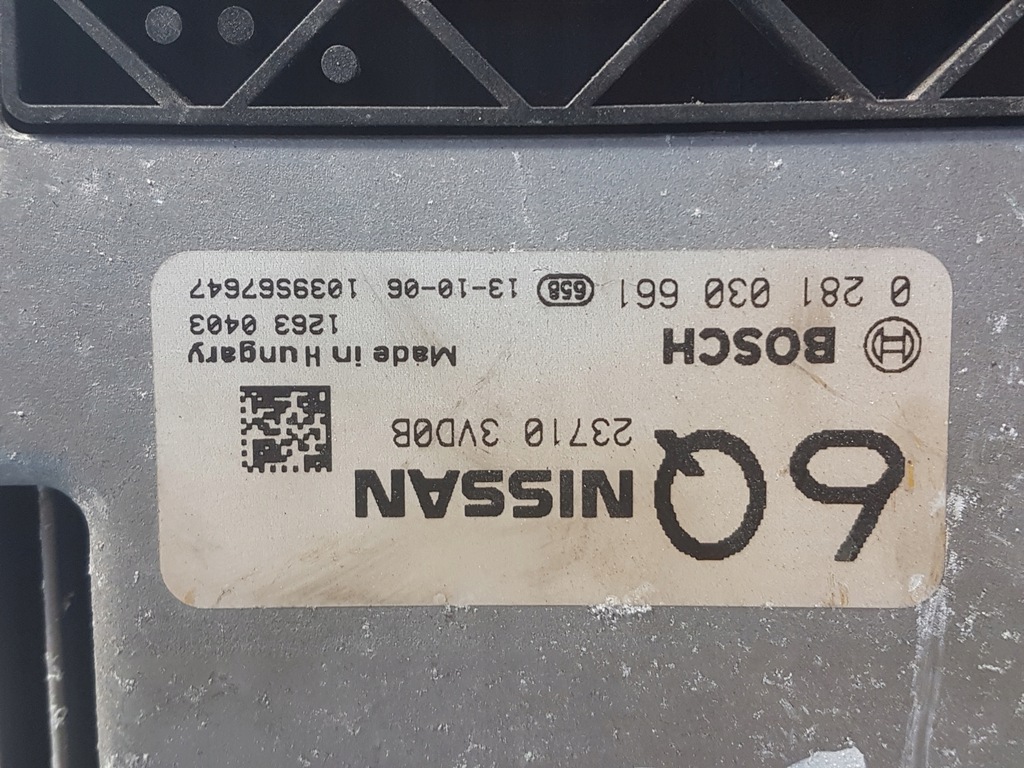 6Q NISSAN
23710 3VD0B
BOSCH Made in Hungary
1263 0403
0 281 030 661 658 13-10-06 1039S67647